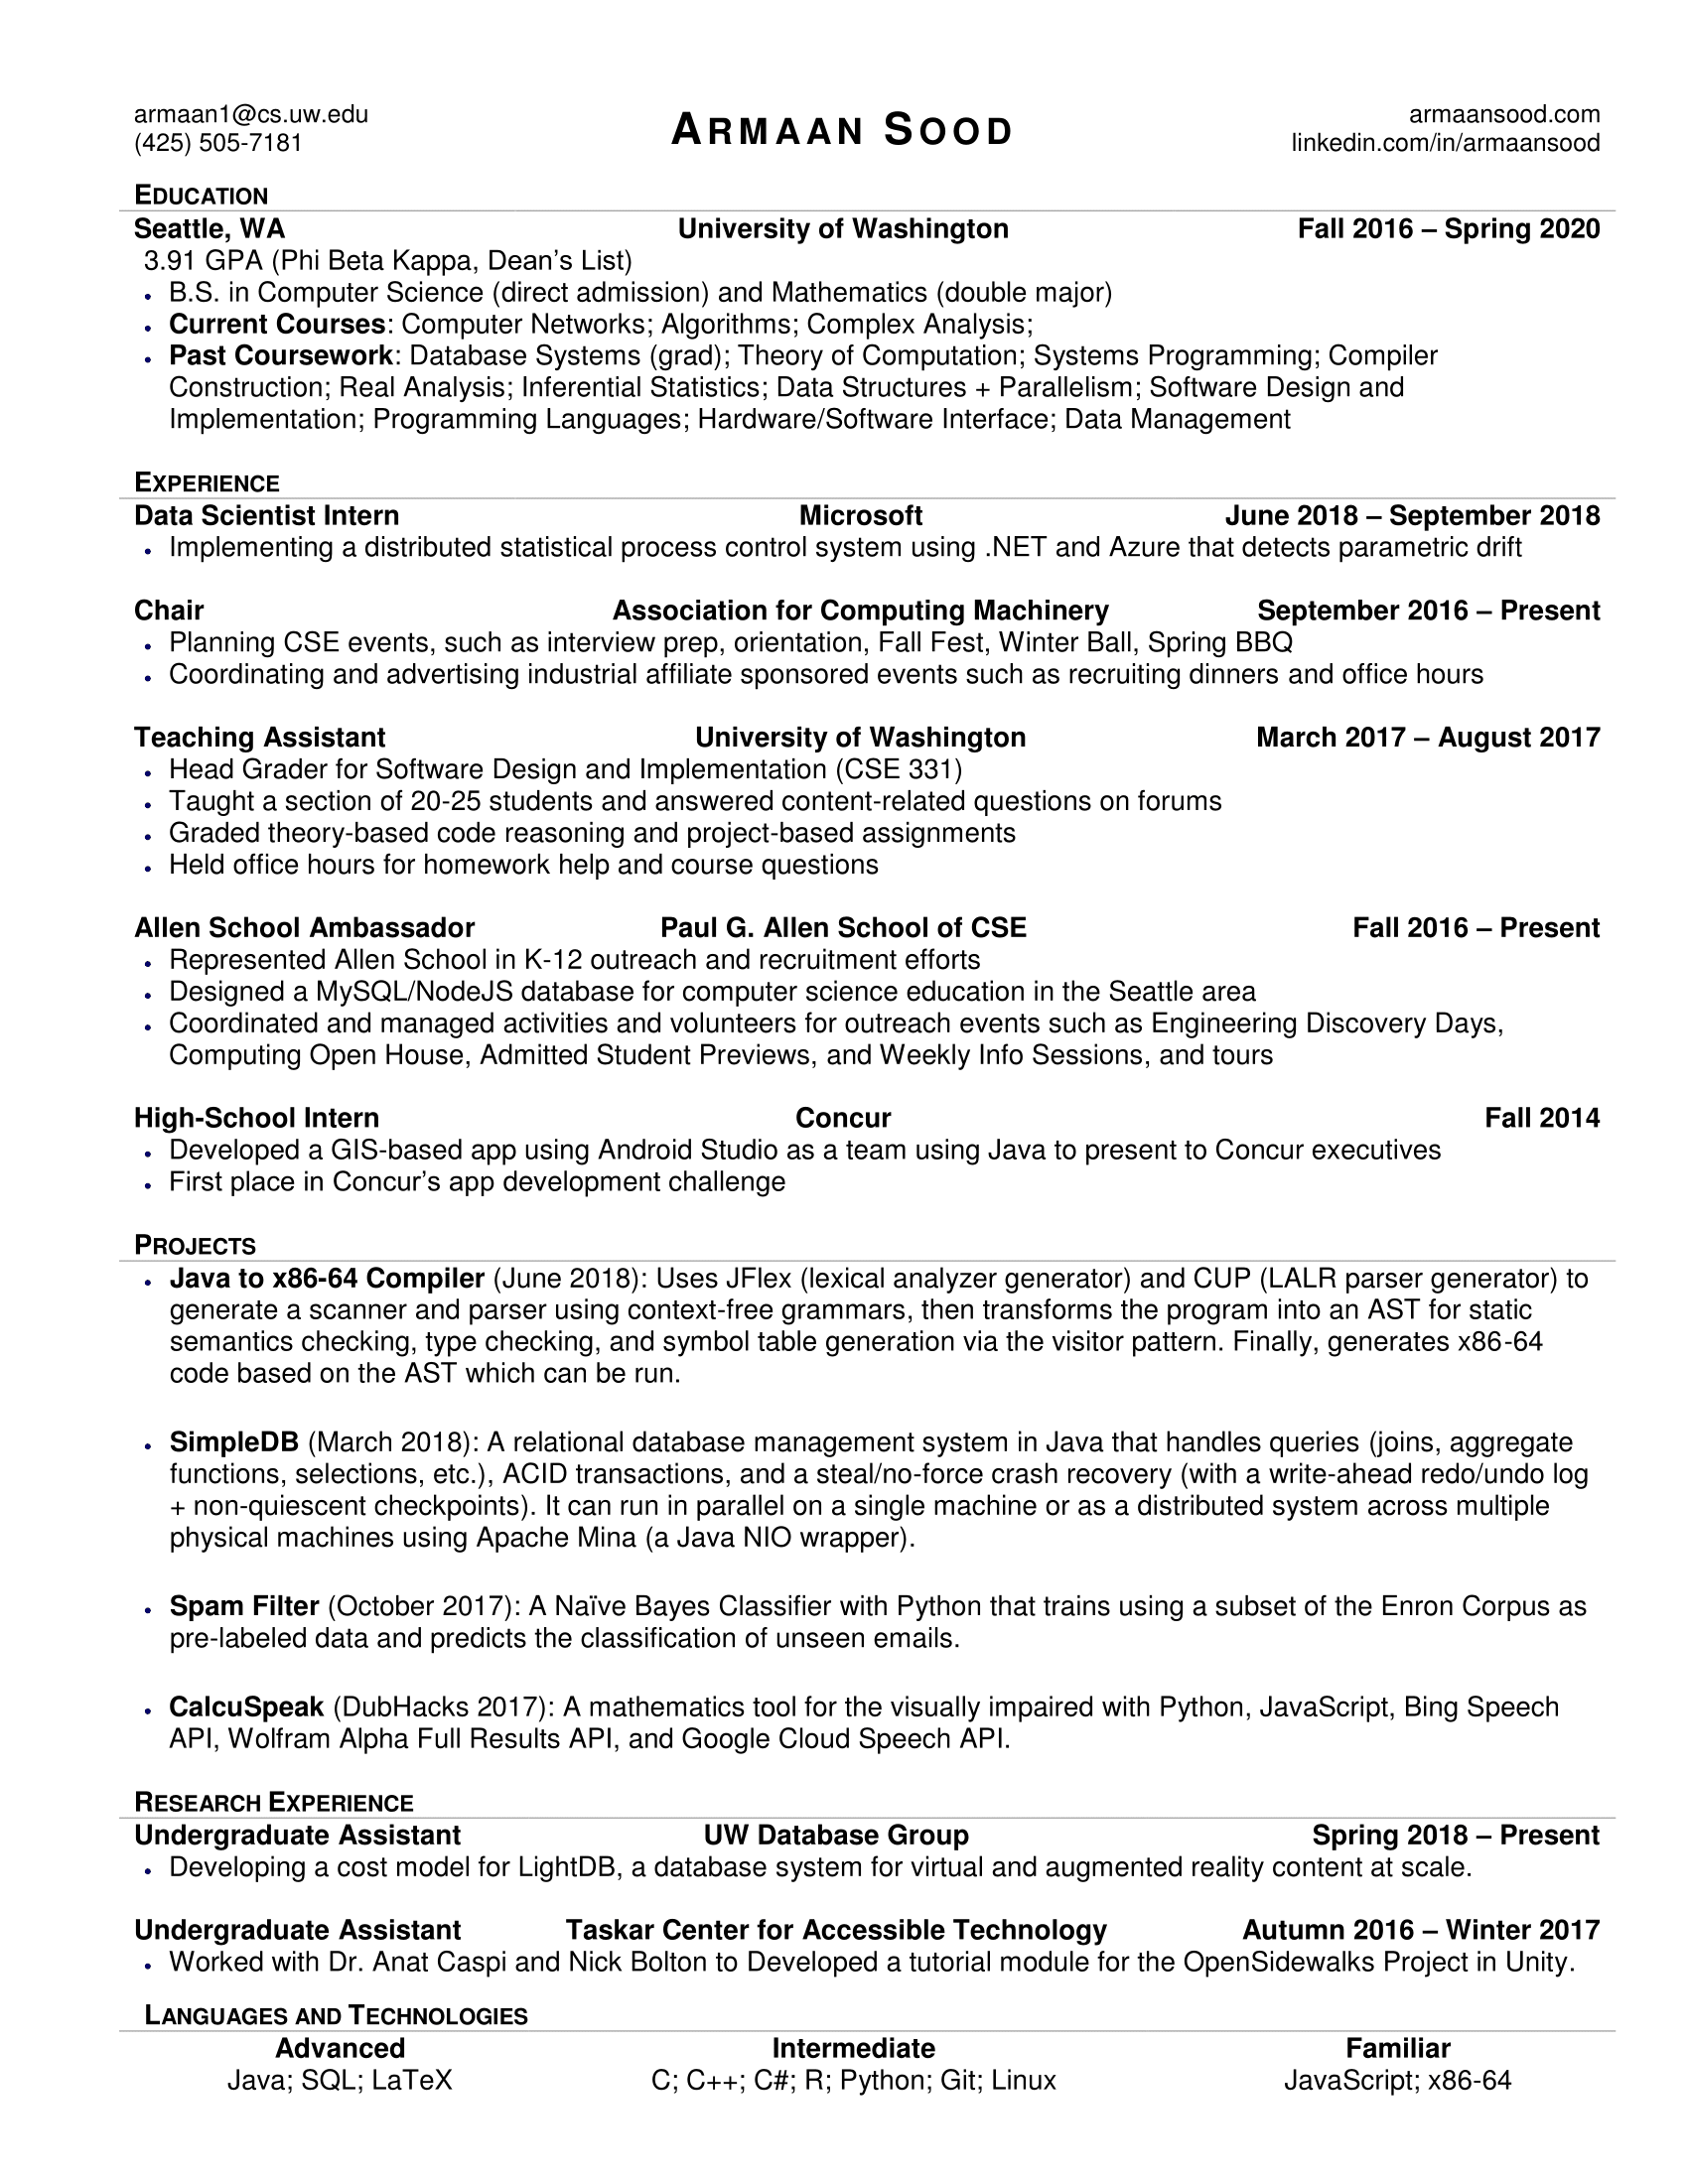 armaan1@cs.uw.edu
(425) 505-7181
ARMAAN SOOD
armaansood.com
linkedin.com/in/armaansood
EDUCATION
Seattle, WA University of Washington Fall 2016 – Spring 2020
3.91 GPA (Phi Beta Kappa, Dean’s List)
• B.S. in Computer Science (direct admission) and Mathematics (double major)
• Current Courses: Computer Networks; Algorithms; Complex Analysis;
• Past Coursework: Database Systems (grad); Theory of Computation; Systems Programming; Compiler
Construction; Real Analysis; Inferential Statistics; Data Structures + Parallelism; Software Design and
Implementation; Programming Languages; Hardware/Software Interface; Data Management
EXPERIENCE
Data Scientist Intern Microsoft June 2018 – September 2018
• Implementing a distributed statistical process control system using .NET and Azure that detects parametric drift
Chair Association for Computing Machinery September 2016 – Present
• Planning CSE events, such as interview prep, orientation, Fall Fest, Winter Ball, Spring BBQ
• Coordinating and advertising industrial affiliate sponsored events such as recruiting dinners and office hours
Teaching Assistant University of Washington March 2017 – August 2017
• Head Grader for Software Design and Implementation (CSE 331)
• Taught a section of 20-25 students and answered content-related questions on forums
• Graded theory-based code reasoning and project-based assignments
• Held office hours for homework help and course questions
Allen School Ambassador Paul G. Allen School of CSE Fall 2016 – Present
• Represented Allen School in K-12 outreach and recruitment efforts
• Designed a MySQL/NodeJS database for computer science education in the Seattle area
• Coordinated and managed activities and volunteers for outreach events such as Engineering Discovery Days,
Computing Open House, Admitted Student Previews, and Weekly Info Sessions, and tours
High-School Intern Concur Fall 2014
• Developed a GIS-based app using Android Studio as a team using Java to present to Concur executives
• First place in Concur’s app development challenge
PROJECTS
• Java to x86-64 Compiler (June 2018): Uses JFlex (lexical analyzer generator) and CUP (LALR parser generator) to
generate a scanner and parser using context-free grammars, then transforms the program into an AST for static
semantics checking, type checking, and symbol table generation via the visitor pattern. Finally, generates x86-64
code based on the AST which can be run.
• SimpleDB (March 2018): A relational database management system in Java that handles queries (joins, aggregate
functions, selections, etc.), ACID transactions, and a steal/no-force crash recovery (with a write-ahead redo/undo log
+ non-quiescent checkpoints). It can run in parallel on a single machine or as a distributed system across multiple
physical machines using Apache Mina (a Java NIO wrapper).
• Spam Filter (October 2017): A Naïve Bayes Classifier with Python that trains using a subset of the Enron Corpus as
pre-labeled data and predicts the classification of unseen emails.
• CalcuSpeak (DubHacks 2017): A mathematics tool for the visually impaired with Python, JavaScript, Bing Speech
API, Wolfram Alpha Full Results API, and Google Cloud Speech API.
RESEARCH EXPERIENCE
Undergraduate Assistant UW Database Group Spring 2018 – Present
• Developing a cost model for LightDB, a database system for virtual and augmented reality content at scale.
Undergraduate Assistant Taskar Center for Accessible Technology Autumn 2016 – Winter 2017
• Worked with Dr. Anat Caspi and Nick Bolton to Developed a tutorial module for the OpenSidewalks Project in Unity.
LANGUAGES AND TECHNOLOGIES
Advanced Intermediate Familiar
Java; SQL; LaTeX C; C++; C#; R; Python; Git; Linux JavaScript; x86-64